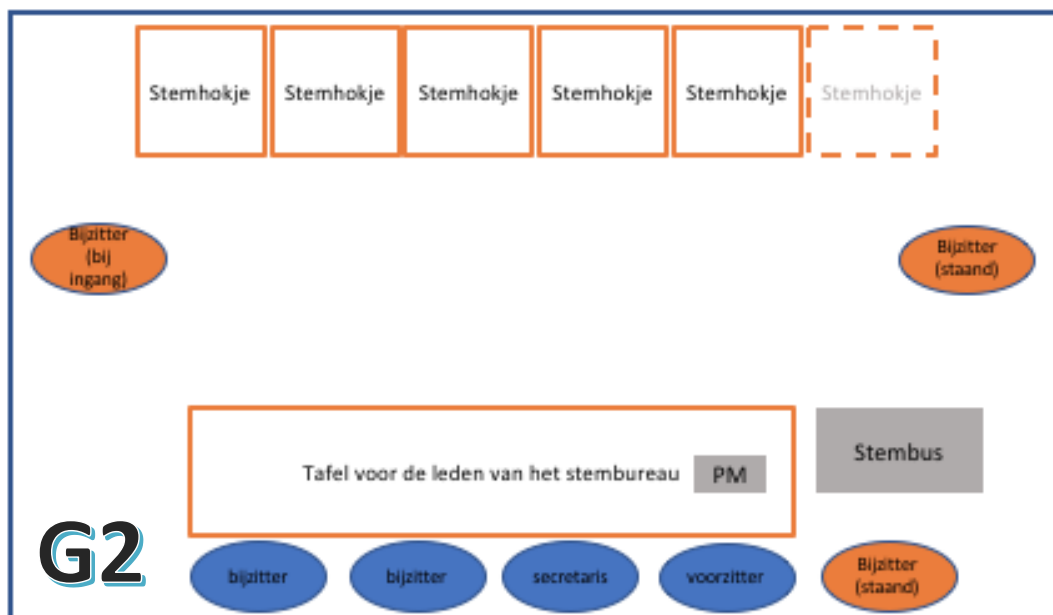 Stemhokje Stemhokje Stemhokje Stemhokje Stemhokje Stemhokje
Bijzitter
(bij
ingang)
Bijzitter
(staand)
Tafel voor de leden van het stembureau PM
Stembus
G2
bijzitter bijzitter secretaris voorzitter
Bijzitter
(staand)